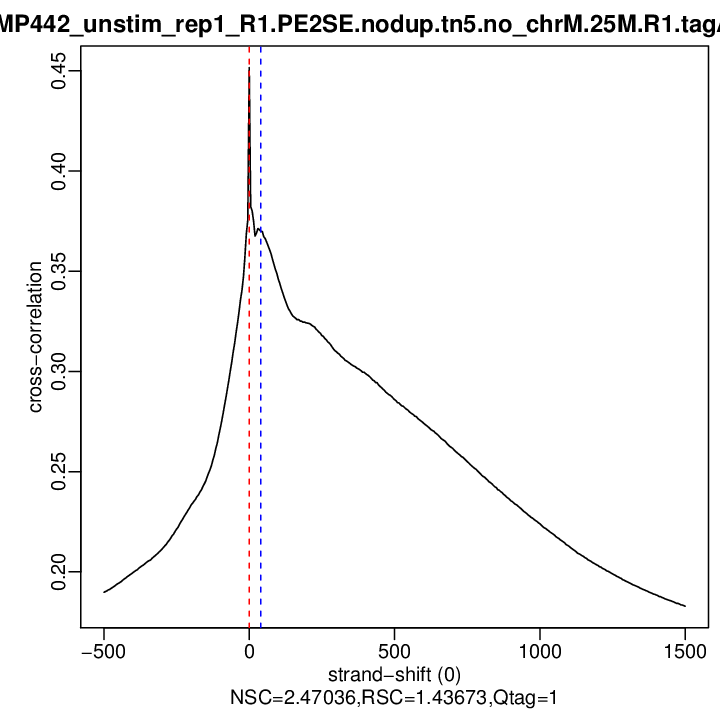 MP442_unstim_rep1_R1.PE2SE.nodup.tn5.no_chrM.25M.R1.tagA
0.45
0.40
0.35
0.30
0.25
0.20
cross−correlation
−500
0
500
1000
1500
strand−shift (0)
NSC=2.47036,RSC=1.43673,Qtag=1